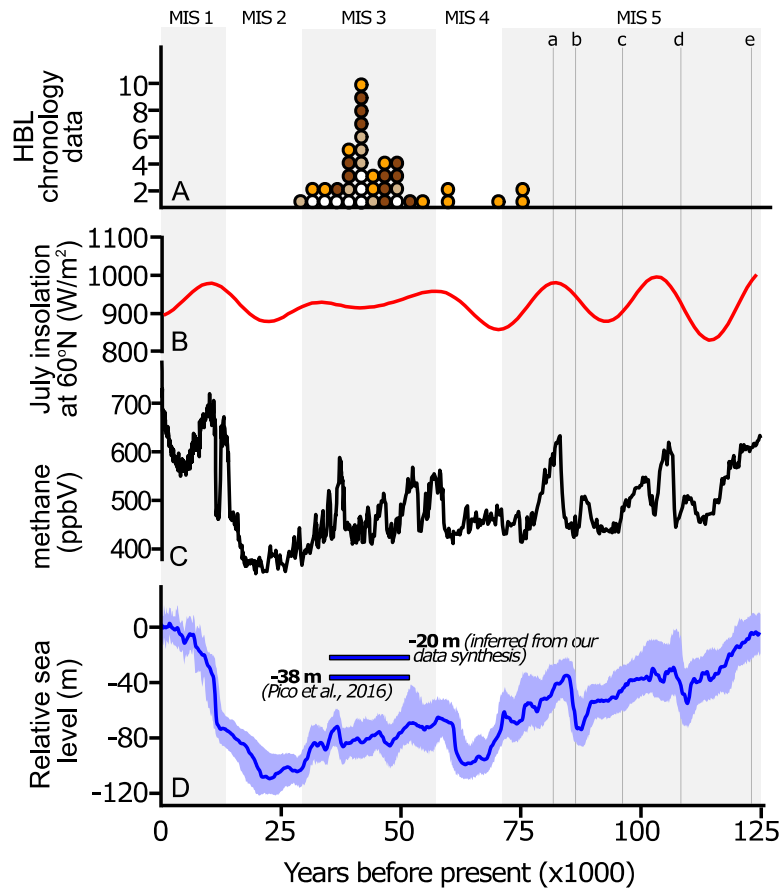 MIS 1 MIS 2 MIS 3 MIS 4 MIS 5
a b c d e
HBL
chronology
data
10
8
6
4
2
A
July insolation
at 60°N (W/m²)
1100
1000
900
800
B
methane
(ppbV)
700
600
500
400
C
Relative sea
level (m)
0
-40
-80
-120
D
-20 m (inferred from our
data synthesis)
-38 m
(Pico et al., 2016)
0 25 50 75 100 125
Years before present (x1000)